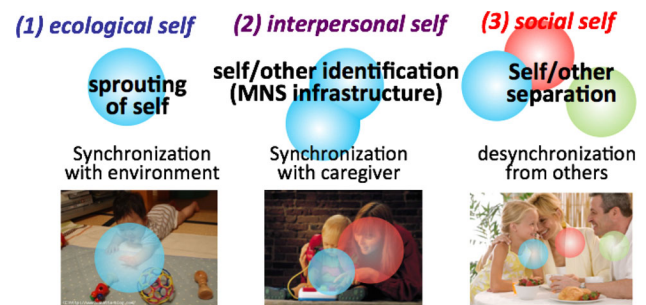 (1) ecological self
sprouting
of self
Synchronization
with environment
(2) interpersonal self
self/other identification
(MNS infrastructure)
Synchronization
with caregiver
(3) social self
Self/other
separation
desynchronization
from others